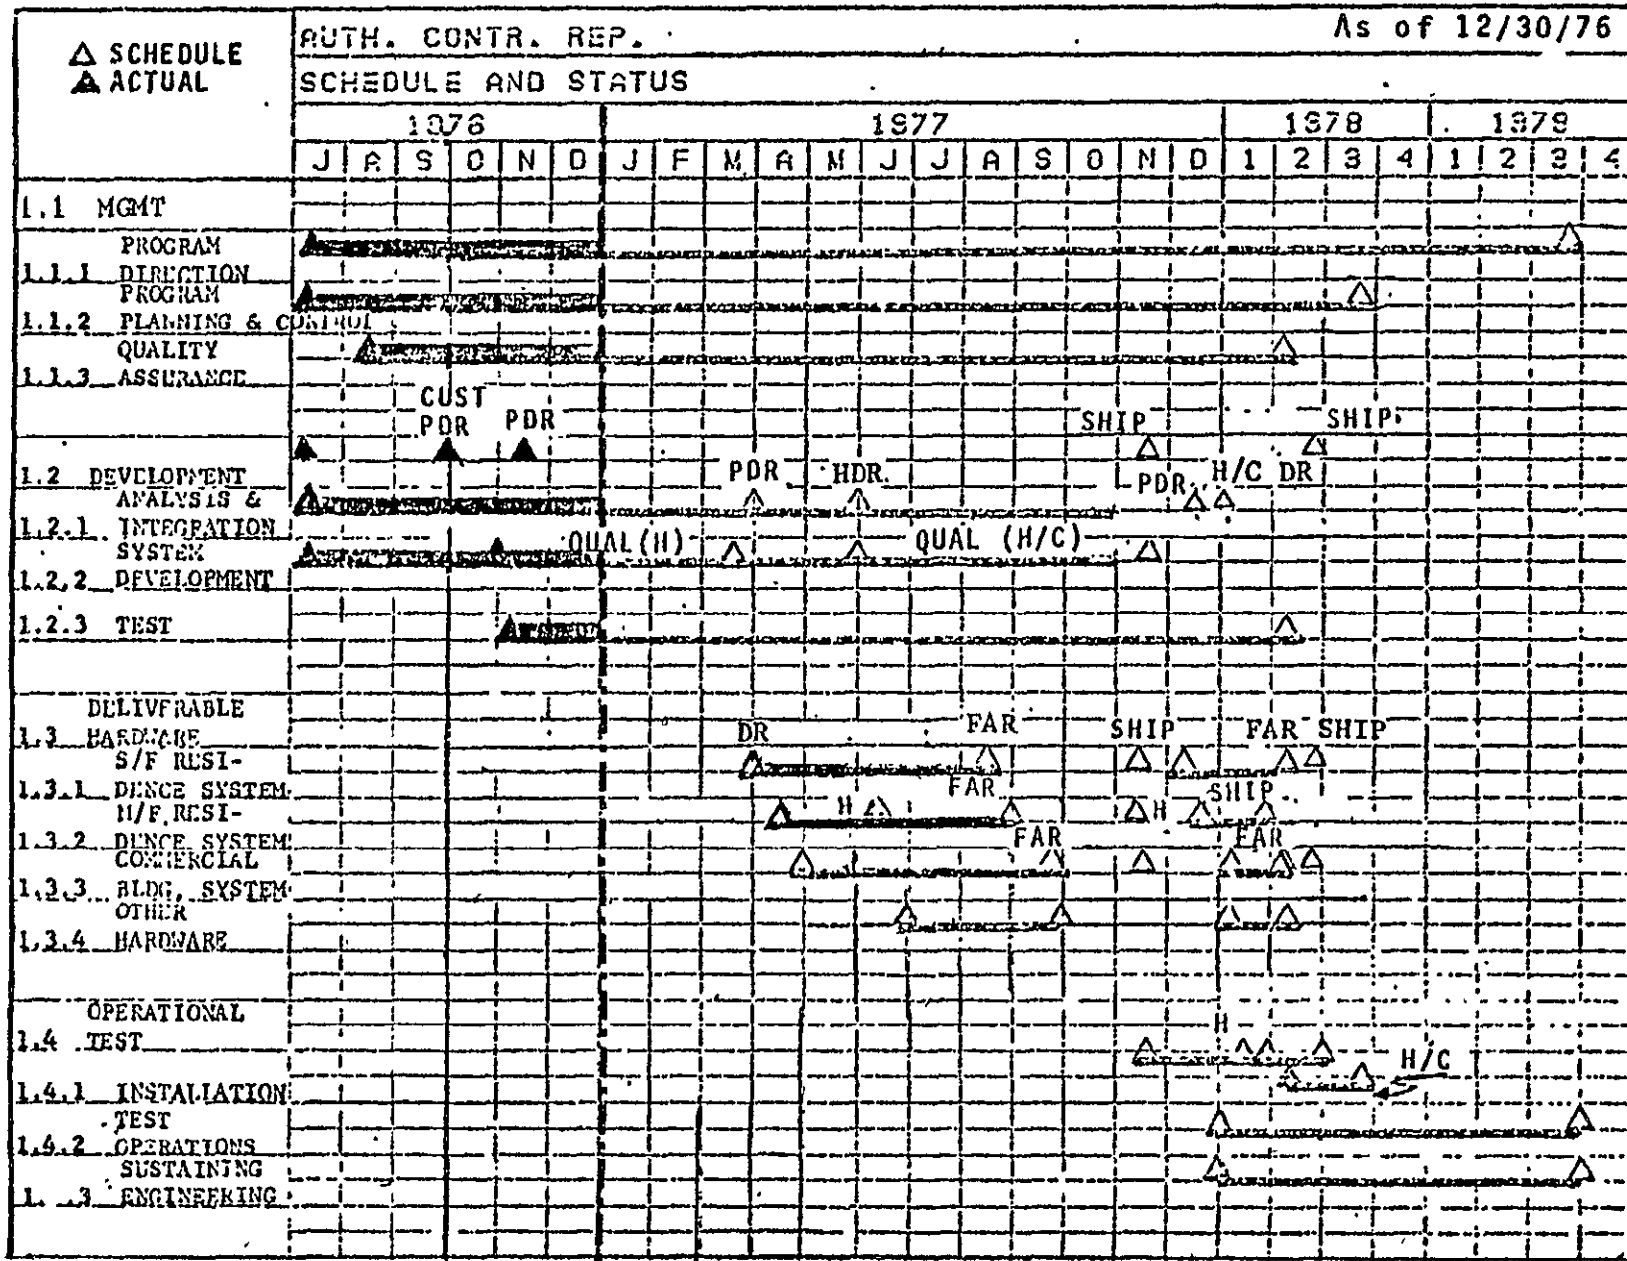 △ SCHEDULE
▲ ACTUAL
AUTH. CONTR. REP.
As of 12/30/76
SCHEDULE AND STATUS
1976 1977 1978 1979
J A S O N D J F M A M J J A S O N D 1 2 3 4 1 2 3 4
1.1 MGMT
PROGRAM
1.1.1 DIRECTION
PROGRAM
1.1.2 PLANNING & CONTROL
QUALITY
1.1.3 ASSURANCE
CUST
PDR PDR SHIP SHIP
1.2 DEVELOPMENT PDR HDR PDR H/C DR
ANALYSIS &
1.2.1 INTEGRATION
SYSTEM QUAL(H) QUAL (H/C)
1.2.2 DEVELOPMENT
1.2.3 TEST
DELIVERABLE
1.3 HARDWARE DR FAR SHIP FAR SHIP
S/F RESI-
1.3.1 DENCE SYSTEM FAR SHIP
M/F RESI- H H
1.3.2 DENCE SYSTEM FAR FAR
COMMERCIAL
1.3.3 BLDG. SYSTEM
OTHER
1.3.4 HARDWARE
OPERATIONAL
1.4 TEST H
H/C
1.4.1 INSTALLATION
TEST
1.4.2 OPERATIONS
SUSTAINING
1. .3 ENGINEERING